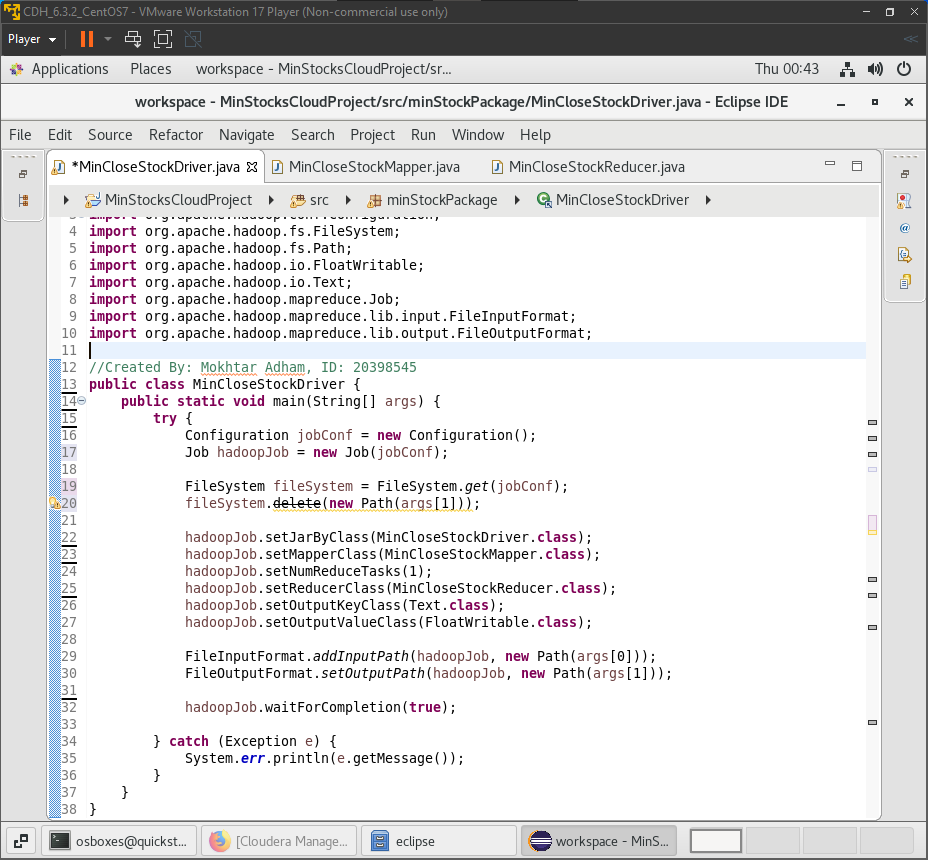 CDH_6.3.2_CentOS7 - VMware Workstation 17 Player (Non-commercial use only)
Player
Applications Places workspace - MinStocksCloudProject/sr... Thu 00:43
workspace - MinStocksCloudProject/src/minStockPackage/MinCloseStockDriver.java - Eclipse IDE
File Edit Source Refactor Navigate Search Project Run Window Help
*MinCloseStockDriver.java MinCloseStockMapper.java MinCloseStockReducer.java
MinStocksCloudProject src minStockPackage MinCloseStockDriver
3 import org.apache.hadoop.conf.Configuration;
4 import org.apache.hadoop.fs.FileSystem;
5 import org.apache.hadoop.fs.Path;
6 import org.apache.hadoop.io.FloatWritable;
7 import org.apache.hadoop.io.Text;
8 import org.apache.hadoop.mapreduce.Job;
9 import org.apache.hadoop.mapreduce.lib.input.FileInputFormat;
10 import org.apache.hadoop.mapreduce.lib.output.FileOutputFormat;
11
12 //Created By: Mokhtar Adham, ID: 20398545
13 public class MinCloseStockDriver {
14 public static void main(String[] args) {
15 try {
16 Configuration jobConf = new Configuration();
17 Job hadoopJob = new Job(jobConf);
18
19 FileSystem fileSystem = FileSystem.get(jobConf);
20 fileSystem.delete(new Path(args[1]));
21
22 hadoopJob.setJarByClass(MinCloseStockDriver.class);
23 hadoopJob.setMapperClass(MinCloseStockMapper.class);
24 hadoopJob.setNumReduceTasks(1);
25 hadoopJob.setReducerClass(MinCloseStockReducer.class);
26 hadoopJob.setOutputKeyClass(Text.class);
27 hadoopJob.setOutputValueClass(FloatWritable.class);
28
29 FileInputFormat.addInputPath(hadoopJob, new Path(args[0]));
30 FileOutputFormat.setOutputPath(hadoopJob, new Path(args[1]));
31
32 hadoopJob.waitForCompletion(true);
33
34 } catch (Exception e) {
35 System.err.println(e.getMessage());
36 }
37 }
38 }
osboxes@quickst... [Cloudera Manage... eclipse workspace - MinS...